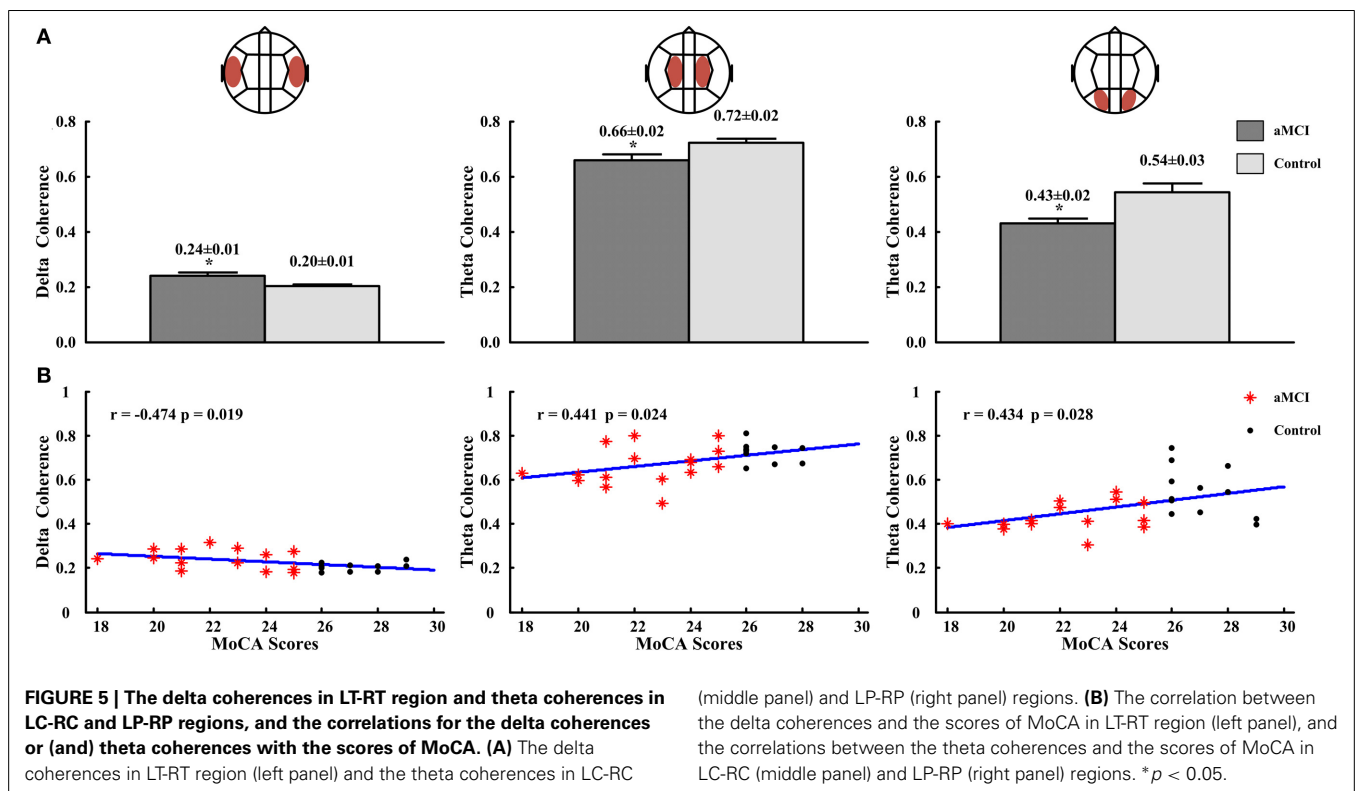 A
0.8
0.6
0.4
0.2
0.0
Delta Coherence
0.24±0.01
*
0.20±0.01
0.8
0.6
0.4
0.2
0.0
Theta Coherence
0.66±0.02
*
0.72±0.02
0.8
0.6
0.4
0.2
0.0
Theta Coherence
0.43±0.02
*
0.54±0.03
aMCI
Control
B
1
0.8
0.6
0.4
0.2
0
Delta Coherence
r = -0.474 p = 0.019
18 20 22 24 26 28 30
MoCA Scores
1
0.8
0.6
0.4
0.2
0
Theta Coherence
r = 0.441 p = 0.024
18 20 22 24 26 28 30
MoCA Scores
1
0.8
0.6
0.4
0.2
0
Theta Coherence
r = 0.434 p = 0.028
aMCI
Control
18 20 22 24 26 28 30
MoCA Scores
FIGURE 5 | The delta coherences in LT-RT region and theta coherences in
LC-RC and LP-RP regions, and the correlations for the delta coherences
or (and) theta coherences with the scores of MoCA. (A) The delta
coherences in LT-RT region (left panel) and the theta coherences in LC-RC
(middle panel) and LP-RP (right panel) regions. (B) The correlation between
the delta coherences and the scores of MoCA in LT-RT region (left panel), and
the correlations between the theta coherences and the scores of MoCA in
LC-RC (middle panel) and LP-RP (right panel) regions. *p < 0.05.